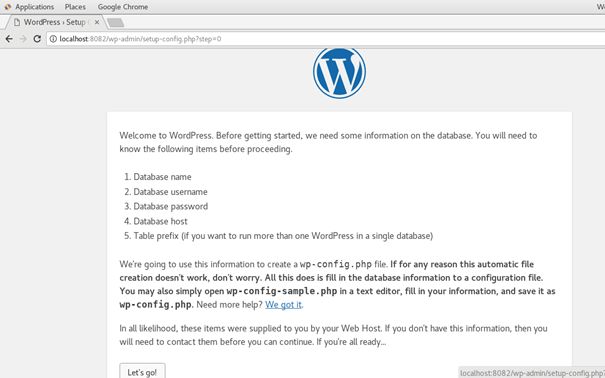 Applications Places Google Chrome
WordPress › Setup
localhost:8082/wp-admin/setup-config.php?step=0
Welcome to WordPress. Before getting started, we need some information on the database. You will need to
know the following items before proceeding.
1. Database name
2. Database username
3. Database password
4. Database host
5. Table prefix (if you want to run more than one WordPress in a single database)
We're going to use this information to create a wp-config.php file. If for any reason this automatic file
creation doesn't work, don't worry. All this does is fill in the database information to a configuration file.
You may also simply open wp-config-sample.php in a text editor, fill in your information, and save it as
wp-config.php. Need more help? We got it.
In all likelihood, these items were supplied to you by your Web Host. If you don't have this information, then you
will need to contact them before you can continue. If you're all ready...
Let's go!
localhost:8082/wp-admin/setup-config.php?